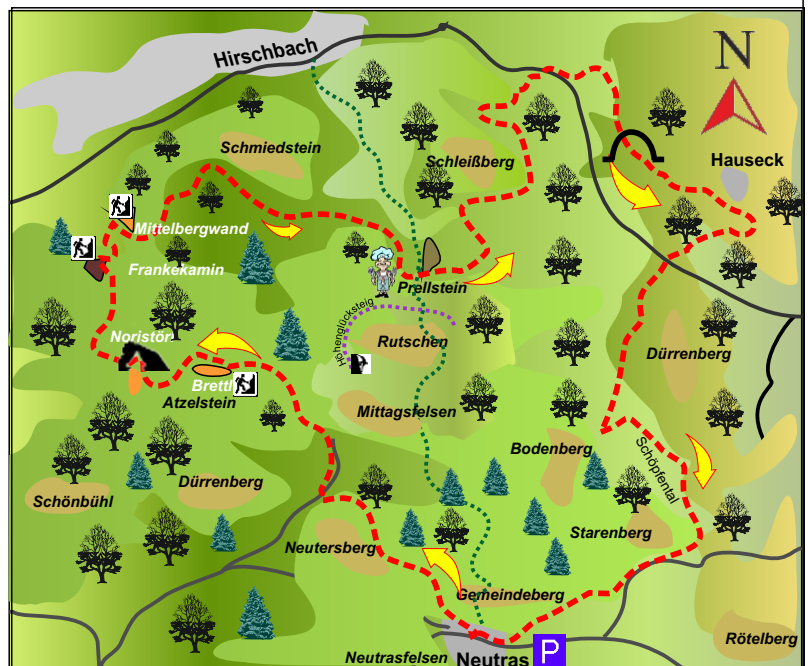 Hirschbach
N
Schmiedstein
Schleißberg
Hauseck
Mittelbergwand
Frankekamin
Prellstein
Höhenglücksteig
Noristör
Rutschen
Dürrenberg
Brettl
Atzelstein
Mittagsfelsen
Bodenberg
Schöpfental
Schönbühl
Dürrenberg
Starenberg
Neutersberg
Gemeindeberg
Rötelberg
Neutrasfelsen
Neutras
P